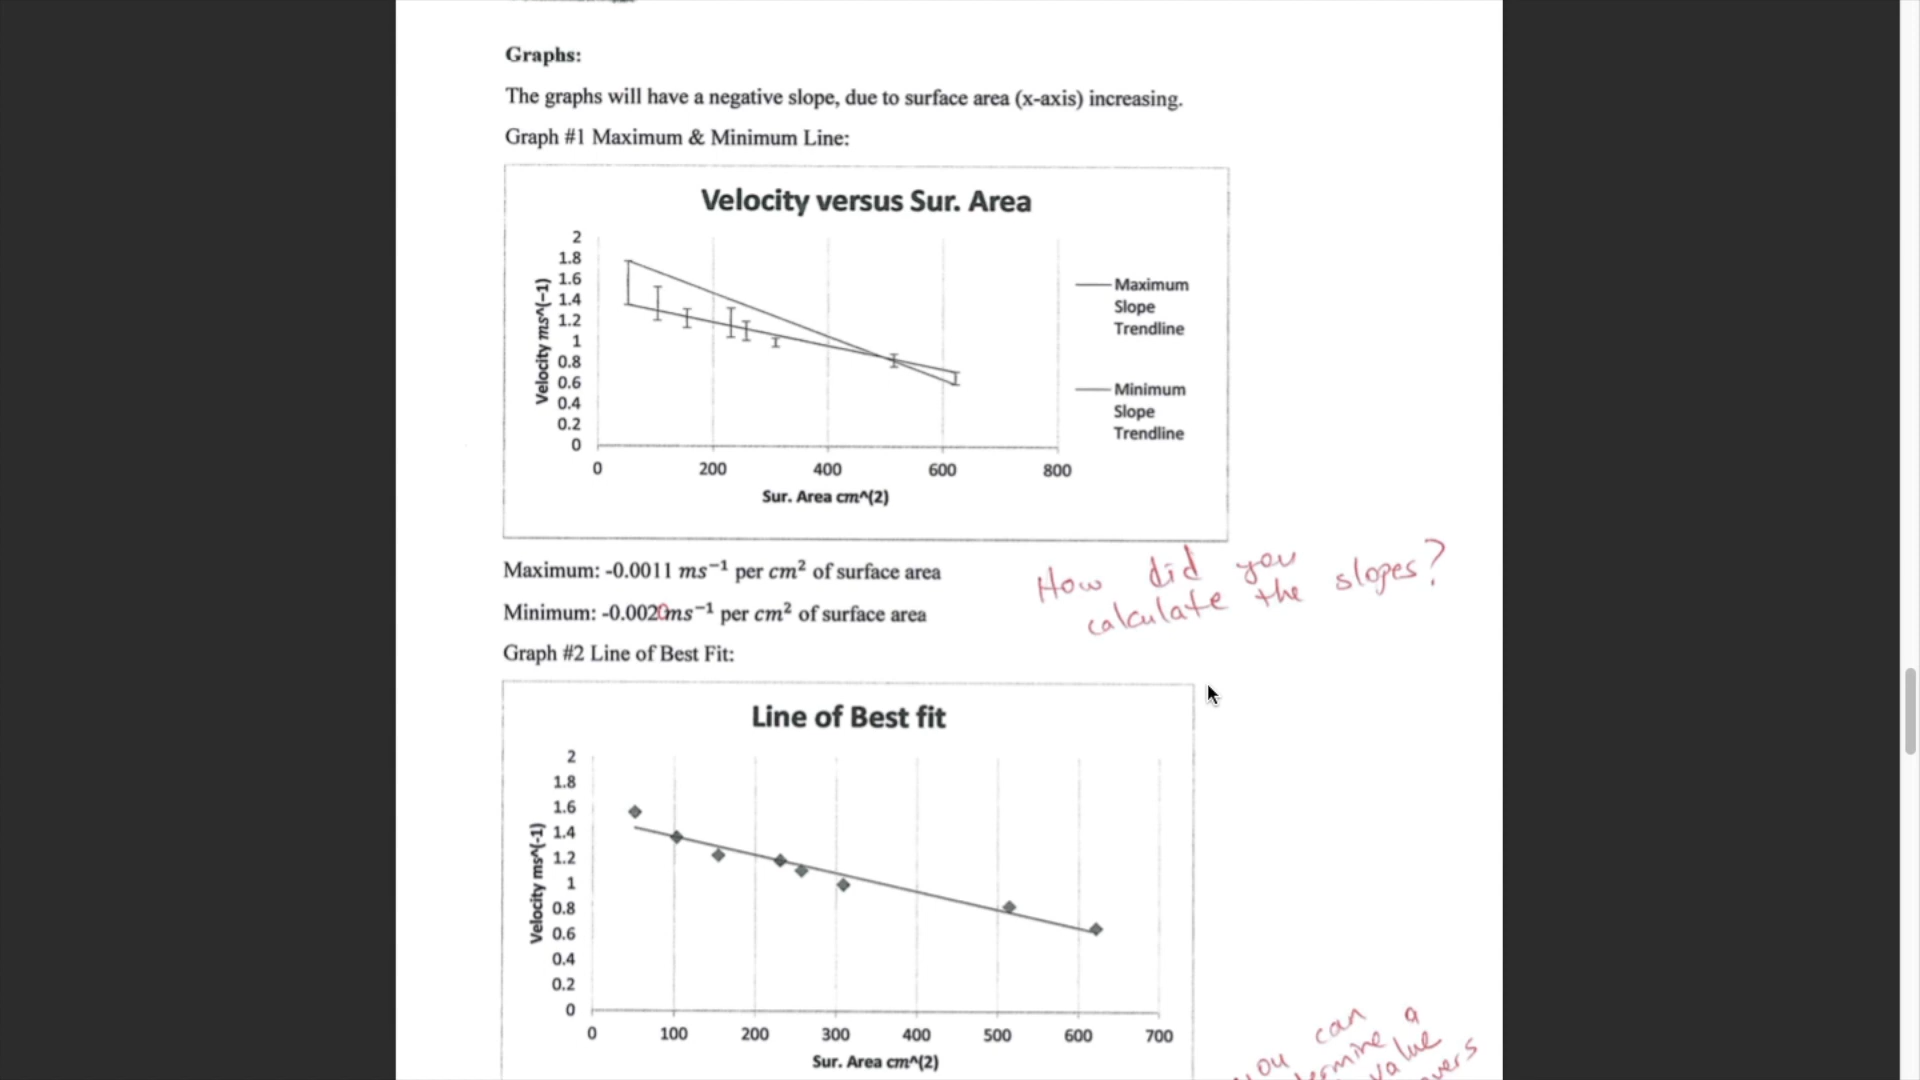 Graphs:
The graphs will have a negative slope, due to surface area (x-axis) increasing.
Graph #1 Maximum & Minimum Line:
Velocity versus Sur. Area
Velocity ms^(−1)
2
1.8
1.6
1.4
1.2
1
0.8
0.6
0.4
0.2
0
0 200 400 600 800
Sur. Area cm^(2)
Maximum
Slope
Trendline
Minimum
Slope
Trendline
Maximum: -0.0011 ms⁻¹ per cm² of surface area
Minimum: -0.0020ms⁻¹ per cm² of surface area
How did you
calculate the slopes?
Graph #2 Line of Best Fit:
Line of Best fit
Velocity ms^(-1)
2
1.8
1.6
1.4
1.2
1
0.8
0.6
0.4
0.2
0
0 100 200 300 400 500 600 700
Sur. Area cm^(2)
you can
a
value